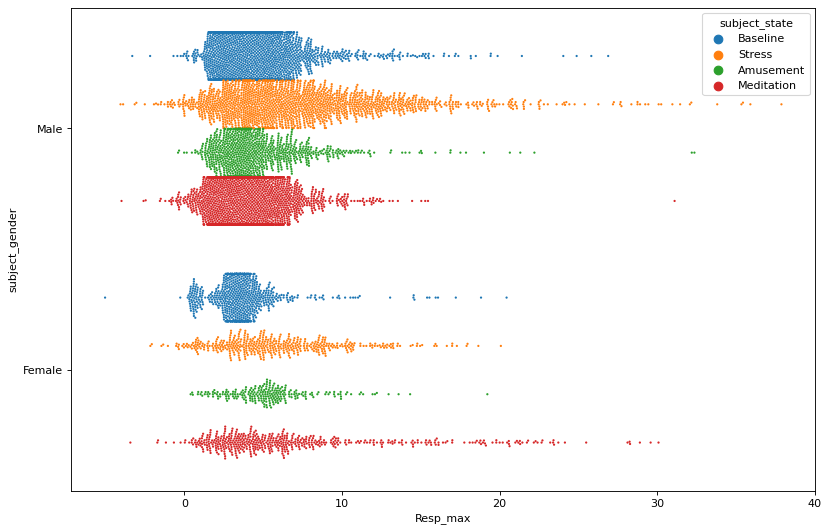 subject_state
Baseline
Stress
Amusement
Meditation
Male
Female
subject_gender
0
10
20
30
40
Resp_max